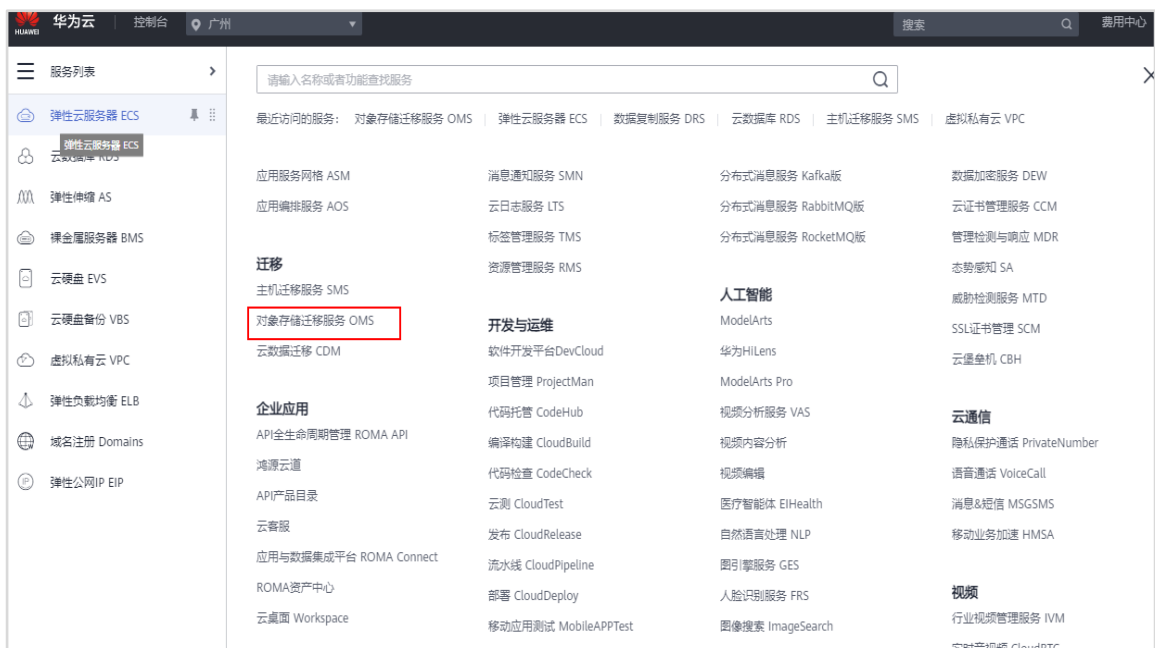 HUAWEI 华为云 控制台 广州 搜索 费用中心
服务列表
弹性云服务器 ECS
弹性云服务器 ECS
云数据库 RDS
弹性伸缩 AS
裸金属服务器 BMS
云硬盘 EVS
云硬盘备份 VBS
虚拟私有云 VPC
弹性负载均衡 ELB
域名注册 Domains
弹性公网IP EIP
请输入名称或者功能查找服务
最近访问的服务: 对象存储迁移服务 OMS 弹性云服务器 ECS 数据复制服务 DRS 云数据库 RDS 主机迁移服务 SMS 虚拟私有云 VPC
应用服务网格 ASM
应用编排服务 AOS
迁移
主机迁移服务 SMS
对象存储迁移服务 OMS
云数据迁移 CDM
企业应用
API全生命周期管理 ROMA API
鸿源云道
API产品目录
云客服
应用与数据集成平台 ROMA Connect
ROMA资产中心
云桌面 Workspace
消息通知服务 SMN
云日志服务 LTS
标签管理服务 TMS
资源管理服务 RMS
开发与运维
软件开发平台DevCloud
项目管理 ProjectMan
代码托管 CodeHub
编译构建 CloudBuild
代码检查 CodeCheck
云测 CloudTest
发布 CloudRelease
流水线 CloudPipeline
部署 CloudDeploy
移动应用测试 MobileAPPTest
分布式消息服务 Kafka版
分布式消息服务 RabbitMQ版
分布式消息服务 RocketMQ版
人工智能
ModelArts
华为HiLens
ModelArts Pro
视频分析服务 VAS
视频内容分析
视频编辑
医疗智能体 EIHealth
自然语言处理 NLP
图引擎服务 GES
人脸识别服务 FRS
图像搜索 ImageSearch
数据加密服务 DEW
云证书管理服务 CCM
管理检测与响应 MDR
态势感知 SA
威胁检测服务 MTD
SSL证书管理 SCM
云堡垒机 CBH
云通信
隐私保护通话 PrivateNumber
语音通话 VoiceCall
消息&短信 MSGSMS
移动业务加速 HMSA
视频
行业视频管理服务 IVM
实时音视频 CloudRTC